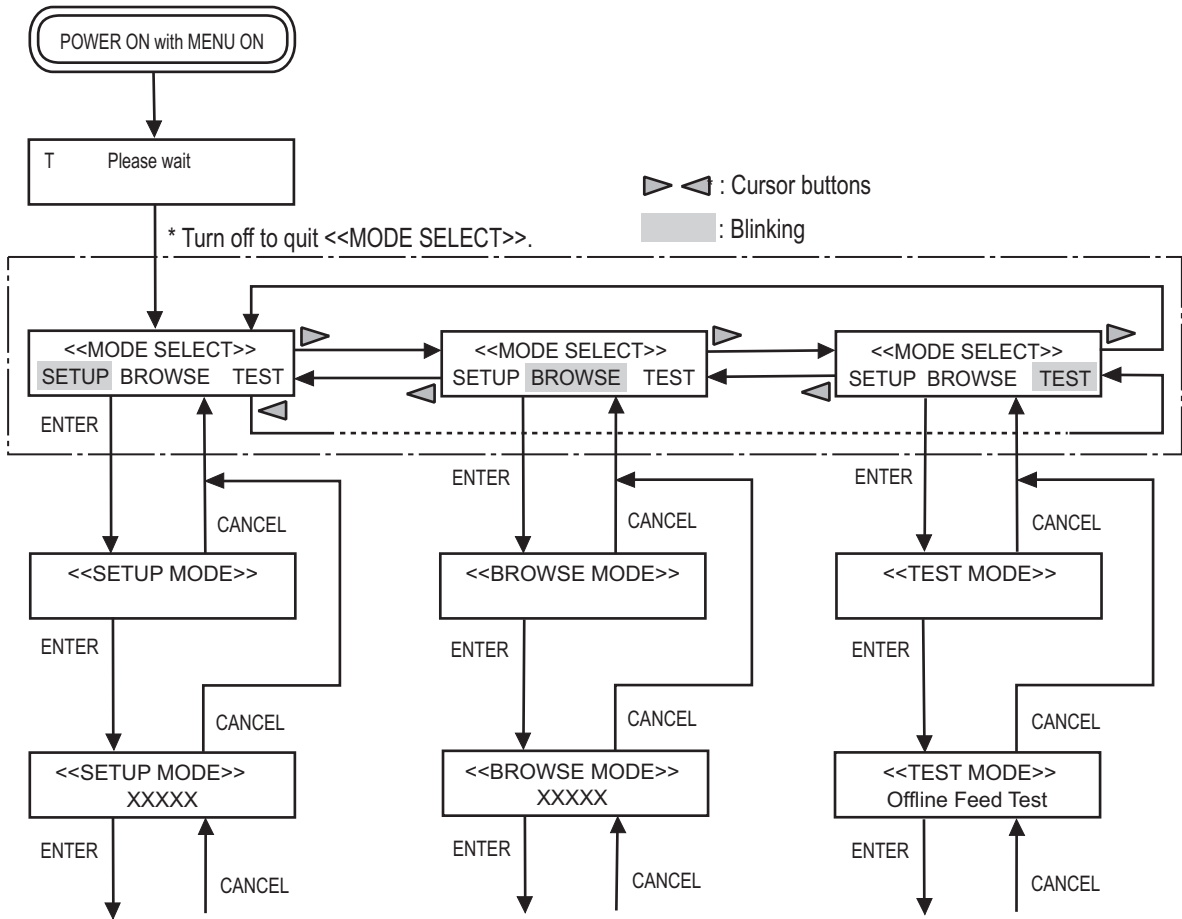 POWER ON with MENU ON
T Please wait
* : Cursor buttons
: Blinking
* Turn off to quit <<MODE SELECT>>.
<<MODE SELECT>>
SETUP BROWSE TEST
<<MODE SELECT>>
SETUP BROWSE TEST
<<MODE SELECT>>
SETUP BROWSE TEST
ENTER
ENTER
ENTER
CANCEL
CANCEL
CANCEL
<<SETUP MODE>>
<<BROWSE MODE>>
<<TEST MODE>>
ENTER
ENTER
ENTER
CANCEL
CANCEL
CANCEL
<<SETUP MODE>>
XXXXX
<<BROWSE MODE>>
XXXXX
<<TEST MODE>>
Offline Feed Test
ENTER
ENTER
ENTER
CANCEL
CANCEL
CANCEL